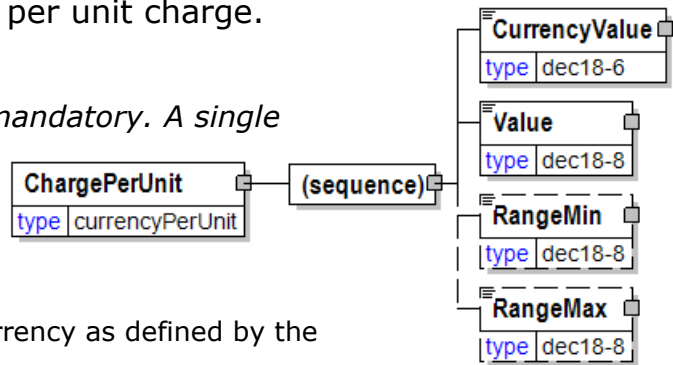 per unit charge.
CurrencyValue
type dec18-6
mandatory. A single
Value
type dec18-8
ChargePerUnit
type currencyPerUnit
(sequence)
RangeMin
type dec18-8
RangeMax
type dec18-8
rrency as defined by the